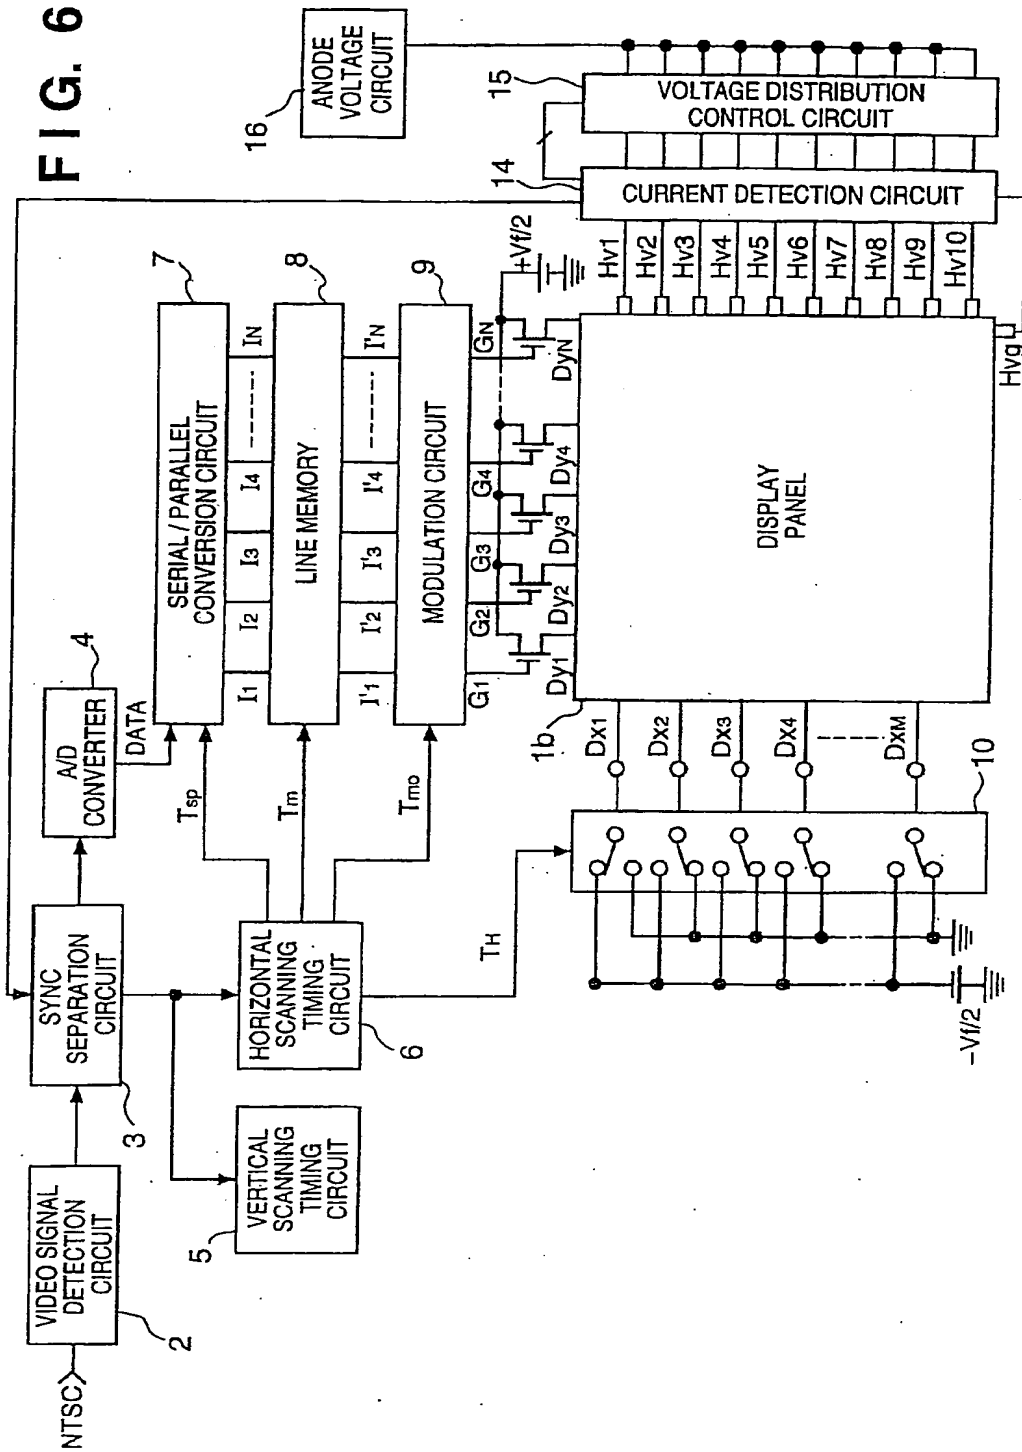 FIG. 6
NTSC
VIDEO SIGNAL
DETECTION
CIRCUIT
2
SYNC
SEPARATION
CIRCUIT
3
A/D
CONVERTER
4
DATA
VERTICAL
SCANNING
TIMING
CIRCUIT
5
HORIZONTAL
SCANNING
TIMING
CIRCUIT
6
Tsp
Tm
Tmo
TH
SERIAL/PARALLEL
CONVERSION CIRCUIT
7
I1 I2 I3 I4 IN
LINE MEMORY
8
I'1 I'2 I'3 I'4 I'N
MODULATION CIRCUIT
9
G1 G2 G3 G4 GN
+Vf/2
Dy1 Dy2 Dy3 Dy4 DyN
ANODE
VOLTAGE
CIRCUIT
16
VOLTAGE DISTRIBUTION
CONTROL CIRCUIT
15
CURRENT DETECTION CIRCUIT
14
Hv1
Hv2
Hv3
Hv4
Hv5
Hv6
Hv7
Hv8
Hv9
Hv10
Hvg
DISPLAY
PANEL
1b
Dx1
Dx2
Dx3
Dx4
DxM
10
-Vf/2